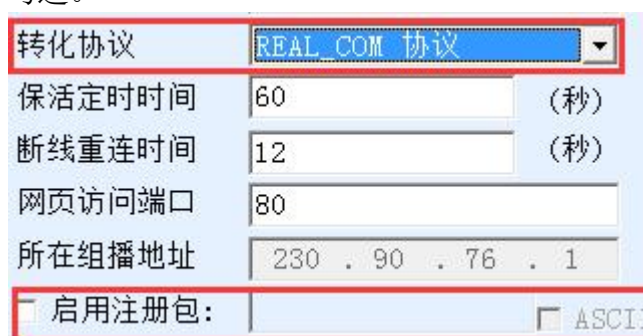 转化协议 REAL_COM 协议
保活定时时间 60 (秒)
断线重连时间 12 (秒)
网页访问端口 80
所在组播地址 230 . 90 . 76 . 1
启用注册包: ASCII